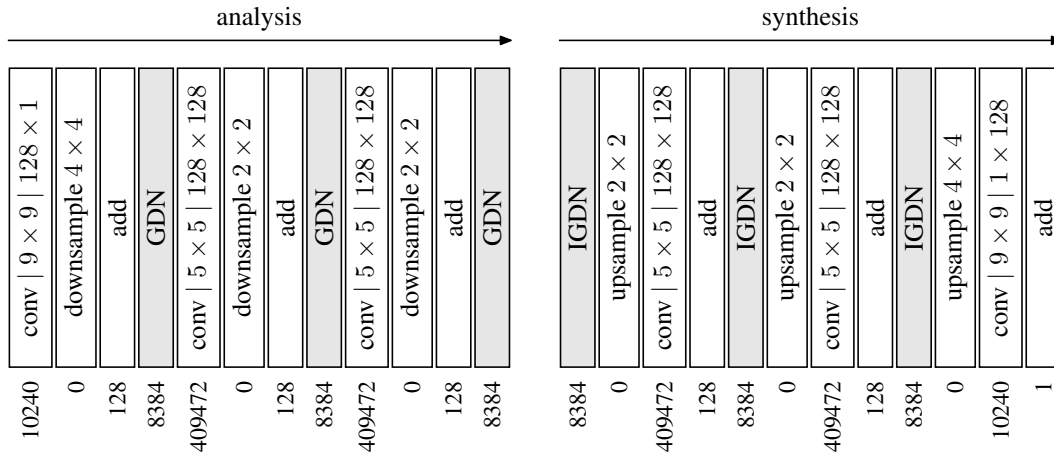 analysis
synthesis
conv | 9 × 9 | 128 × 1
downsample 4 × 4
add
GDN
conv | 5 × 5 | 128 × 128
downsample 2 × 2
add
GDN
conv | 5 × 5 | 128 × 128
downsample 2 × 2
add
GDN
IGDN
upsample 2 × 2
conv | 5 × 5 | 128 × 128
add
IGDN
upsample 2 × 2
conv | 5 × 5 | 128 × 128
add
IGDN
upsample 4 × 4
conv | 9 × 9 | 1 × 128
add
10240
0
128
8384
409472
0
128
8384
409472
0
128
8384
8384
0
409472
128
8384
0
409472
128
8384
0
10240
1